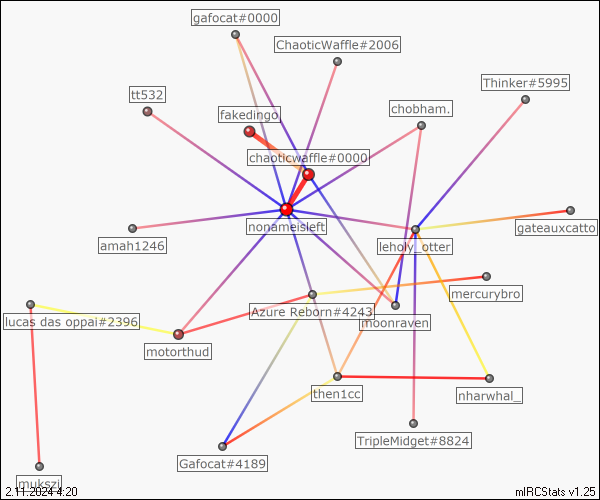 gafocat#0000
ChaoticWaffle#2006
Thinker#5995
tt532
chobham.
fakedingo
chaoticwaffle#0000
nonameisleft
gateauxcatto
amah1246
leholy_otter
mercurybro
Azure Reborn#4243
lucas das oppai#2396
moonraven
motorthud
then1cc
nharwhal_
TripleMidget#8824
Gafocat#4189
mukszi
2.11.2024 4:20
mIRCStats v1.25